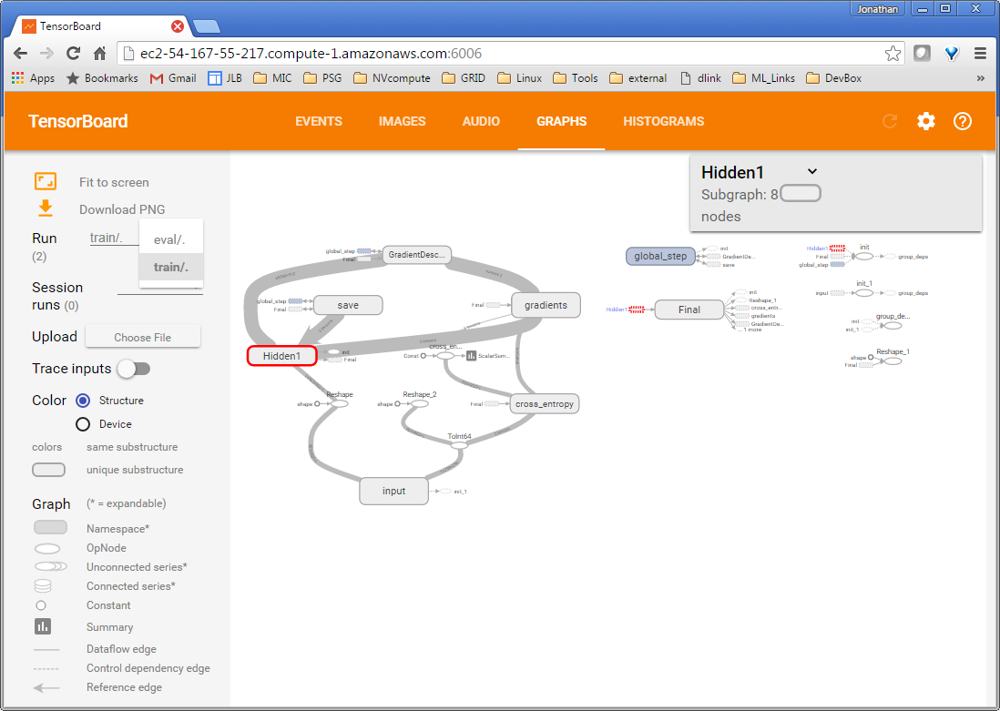 Jonathan
TensorBoard
ec2-54-167-55-217.compute-1.amazonaws.com:6006
Apps Bookmarks Gmail JLB MIC PSG NVcompute GRID Linux Tools external dlink ML_Links DevBox »
TensorBoard
EVENTS IMAGES AUDIO GRAPHS HISTOGRAMS
Fit to screen
Download PNG
Run train/.
(2)
eval/.
train/.
Session
runs (0)
Upload Choose File
Trace inputs
Color Structure
Device
colors same substructure
unique substructure
Graph (* = expandable)
Namespace*
OpNode
Unconnected series*
Connected series*
Constant
Summary
Dataflow edge
Control dependency edge
Reference edge
Hidden1
Subgraph: 8
nodes
global_step
Final
GradientDesc...
global_step
Final
save
Final
gradients
Hidden1
init
Final
cross_en...
Const
ScalarSum...
shape
Reshape
shape
Reshape_2
Final
cross_entropy
ToInt64
input
init_1
global_step
init
GradientDe...
save
Hidden1
Final
init
Reshape_1
cross_entr...
gradients
GradientDe...
1 more
init
Hidden1
Final
global_step
group_deps
init_1
input
group_deps
group_de...
init
init_1
Reshape_1
shape
Final